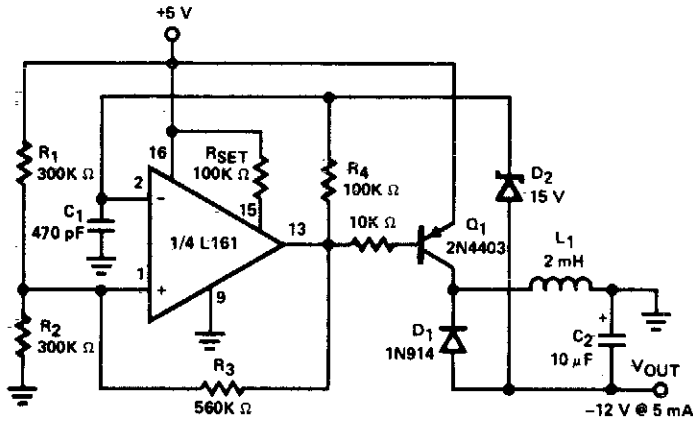 +5 V
R1
300K Ω
16
RSET
100K Ω
R4
100K Ω
D2
15 V
2
−
15
C1
470 pF
1/4 L161
13
10K Ω
Q1
2N4403
L1
2 mH
1
+
9
R2
300K Ω
D1
1N914
+
C2
10 μF
R3
560K Ω
VOUT
−12 V @ 5 mA